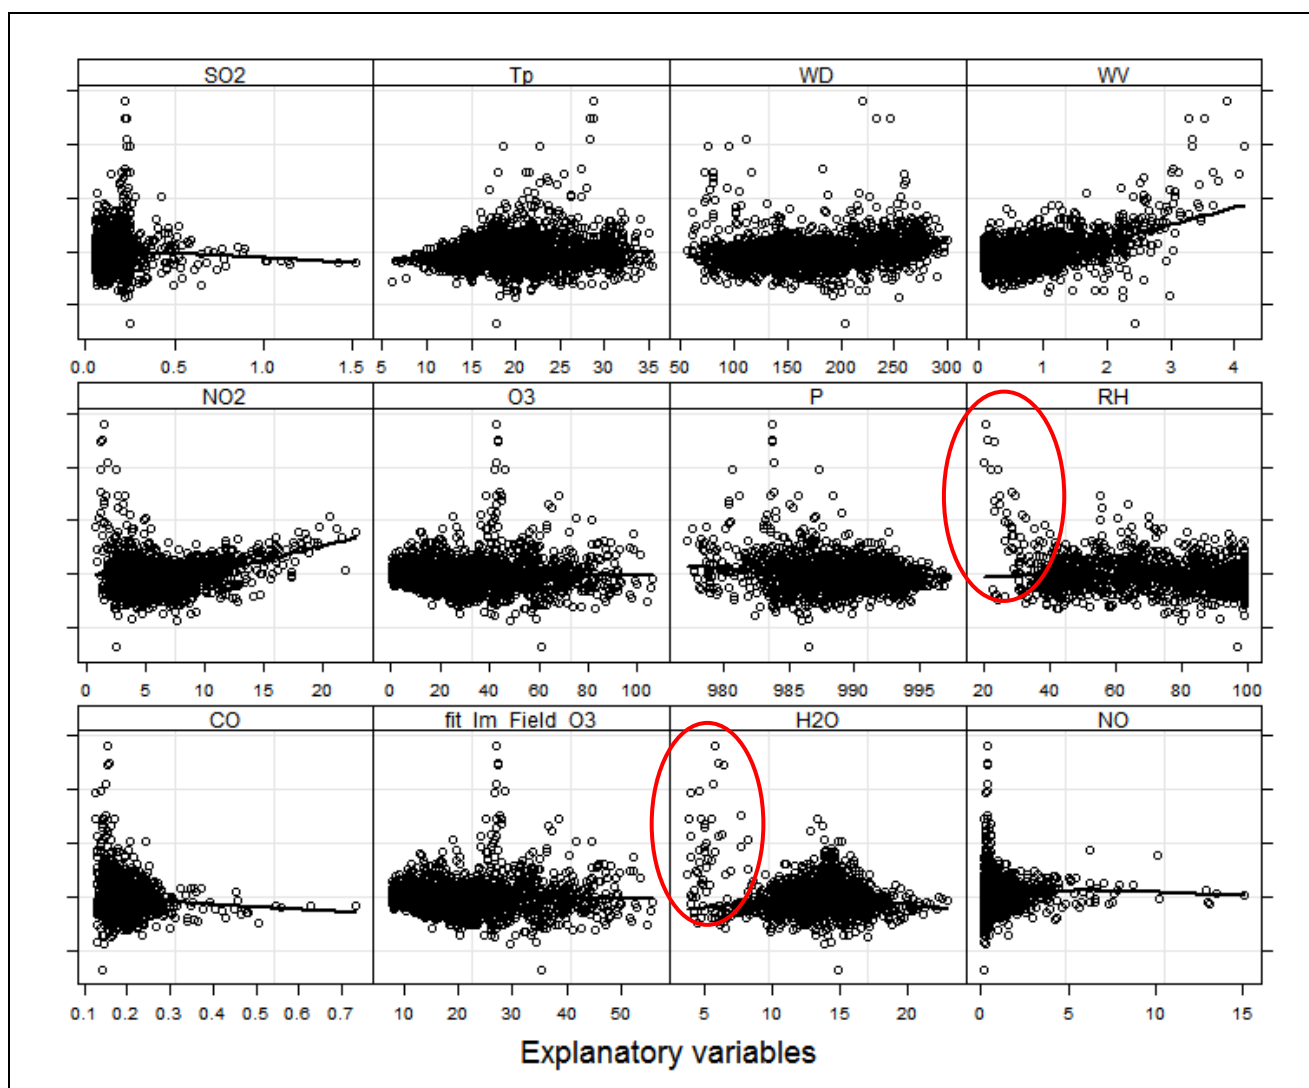 SO2 Tp WD WV
0.0 0.5 1.0 1.5 5 10 15 20 25 30 35 50 100 150 200 250 300 0 1 2 3 4
NO2 O3 P RH
0 5 10 15 20 0 20 40 60 80 100 980 985 990 995 20 40 60 80 100
CO fit_lm_Field_O3 H2O NO
0.1 0.2 0.3 0.4 0.5 0.6 0.7 10 20 30 40 50 5 10 15 20 0 5 10 15
Explanatory variables